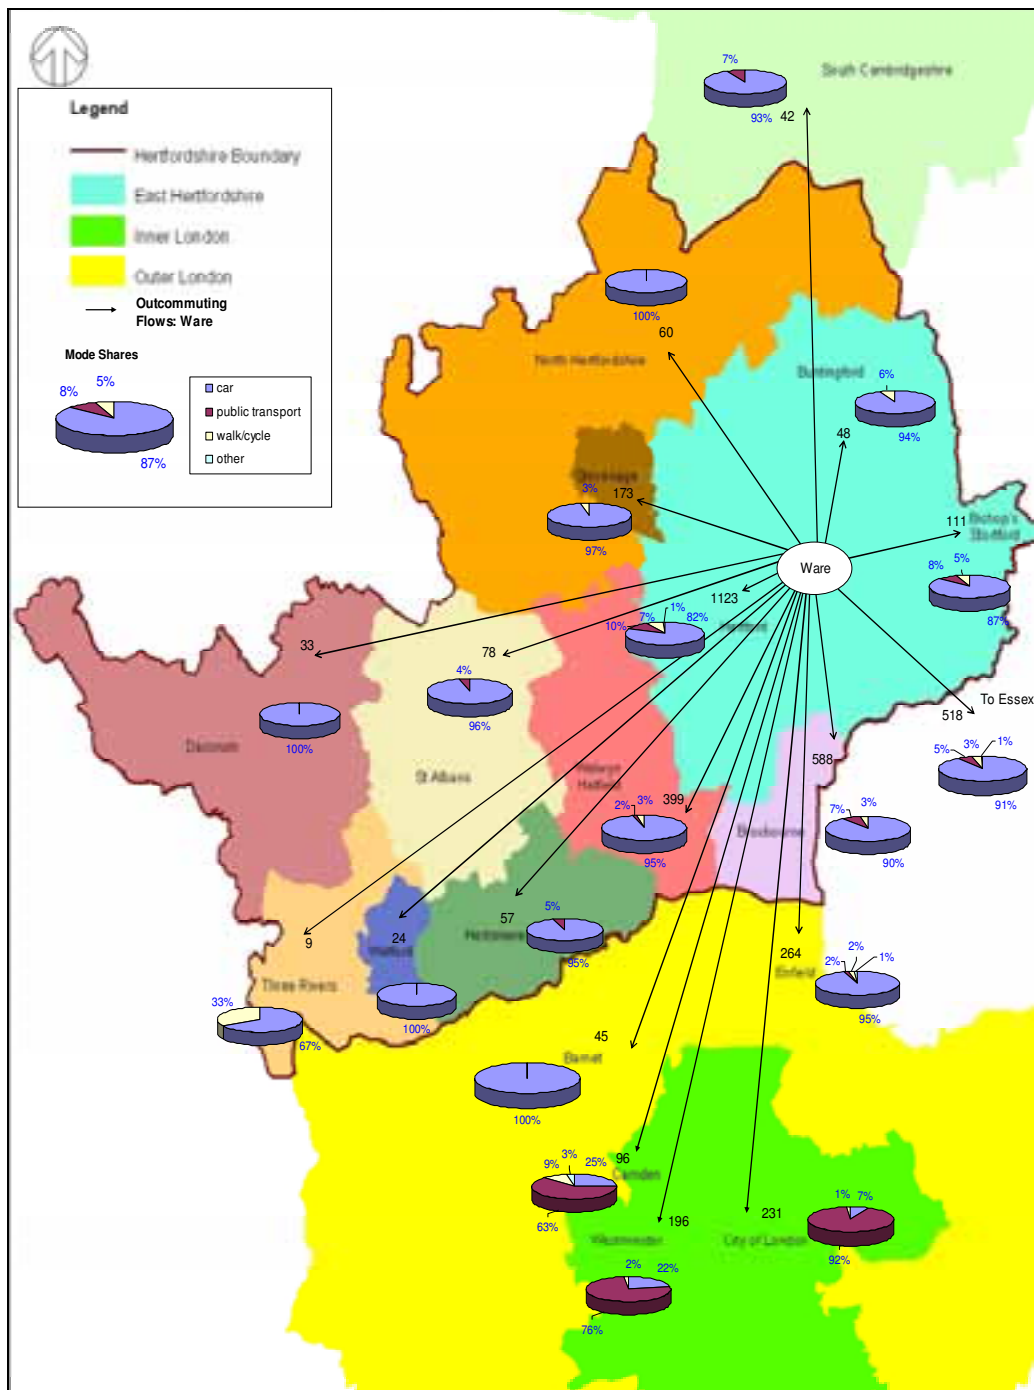 Legend
Hertfordshire Boundary
East Hertfordshire
Inner London
Outer London
Outcommuting
Flows: Ware
Mode Shares
8%
5%
87%
car
public transport
walk/cycle
other
South Cambridgeshire
7%
93%
42
100%
60
North Hertfordshire
Buntingford
6%
94%
48
Stevenage
173
3%
97%
111
Bishop's
Stortford
8%
5%
87%
Ware
1123
Hertford
10%
7%
1%
82%
33
100%
Dacorum
78
4%
96%
St Albans
To Essex
518
5%
3%
1%
91%
588
Broxbourne
7%
3%
90%
Welwyn
Hatfield
399
2%
3%
95%
9
Three Rivers
33%
67%
24
Watford
100%
57
Hertsmere
5%
95%
264
Enfield
2%
2%
1%
95%
45
Barnet
100%
96
Camden
9%
3%
25%
63%
196
Westminster
2%
22%
76%
231
City of London
1%
7%
92%